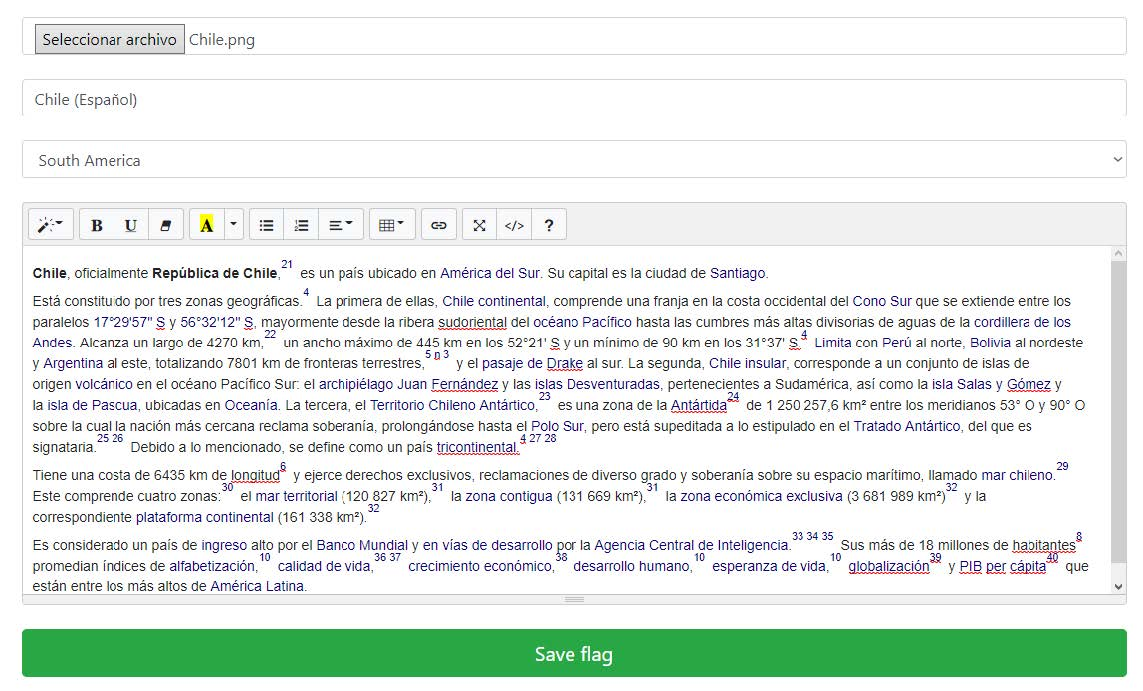 Seleccionar archivo Chile.png
Chile (Español)
South America
B U A </> ?
Chile, oficialmente República de Chile,21 es un país ubicado en América del Sur. Su capital es la ciudad de Santiago.
Está constituido por tres zonas geográficas.4 La primera de ellas, Chile continental, comprende una franja en la costa occidental del Cono Sur que se extiende entre los
paralelos 17°29'57" S y 56°32'12" S, mayormente desde la ribera sudoriental del océano Pacífico hasta las cumbres más altas divisorias de aguas de la cordillera de los
Andes. Alcanza un largo de 4270 km,22 un ancho máximo de 445 km en los 52°21' S y un mínimo de 90 km en los 31°37' S.4 Limita con Perú al norte, Bolivia al nordeste
y Argentina al este, totalizando 7801 km de fronteras terrestres,5 n 3 y el pasaje de Drake al sur. La segunda, Chile insular, corresponde a un conjunto de islas de
origen volcánico en el océano Pacífico Sur: el archipiélago Juan Fernández y las islas Desventuradas, pertenecientes a Sudamérica, así como la isla Salas y Gómez y
la isla de Pascua, ubicadas en Oceanía. La tercera, el Territorio Chileno Antártico,23 es una zona de la Antártida24 de 1 250 257,6 km² entre los meridianos 53° O y 90° O
sobre la cual la nación más cercana reclama soberanía, prolongándose hasta el Polo Sur, pero está supeditada a lo estipulado en el Tratado Antártico, del que es
signataria.25 26 Debido a lo mencionado, se define como un país tricontinental.4 27 28
Tiene una costa de 6435 km de longitud6 y ejerce derechos exclusivos, reclamaciones de diverso grado y soberanía sobre su espacio marítimo, llamado mar chileno.29
Este comprende cuatro zonas:30 el mar territorial (120 827 km²),31 la zona contigua (131 669 km²),31 la zona económica exclusiva (3 681 989 km²)32 y la
correspondiente plataforma continental (161 338 km²).32
Es considerado un país de ingreso alto por el Banco Mundial y en vías de desarrollo por la Agencia Central de Inteligencia.33 34 35 Sus más de 18 millones de habitantes8
promedian índices de alfabetización,10 calidad de vida,36 37 crecimiento económico,38 desarrollo humano,10 esperanza de vida,10 globalización39 y PIB per cápita40 que
están entre los más altos de América Latina.
Save flag